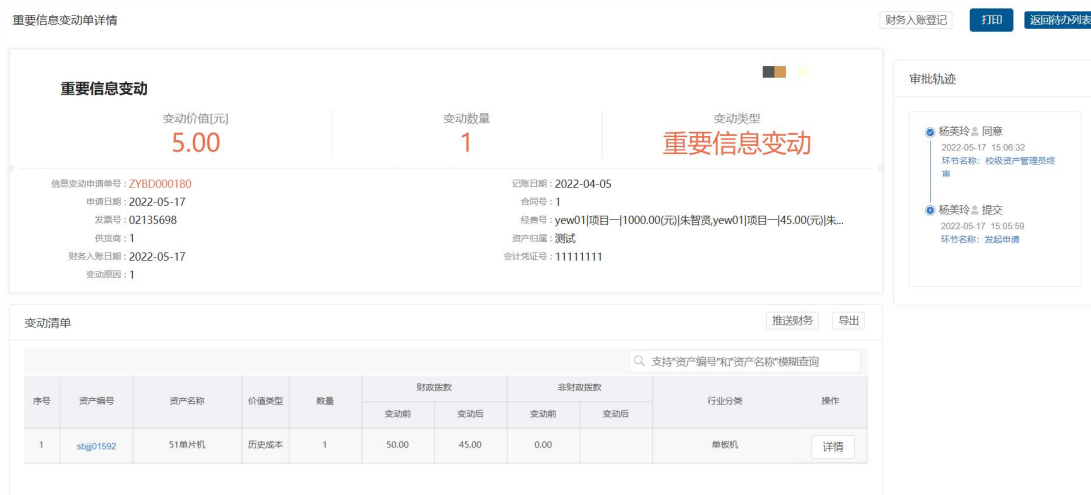 重要信息变动单详情
财务入账登记 打印 返回待办列表
重要信息变动
变动价值[元] 变动数量 变动类型
5.00 1 重要信息变动
信息变动申请单号：ZYBD000180 记账日期：2022-04-05
申请日期：2022-05-17 合同号：1
发票号：02135698 经费号：yew01|项目一|1000.00(元)|朱智贤,yew01|项目一|45.00(元)|朱...
供货商：1 资产归属：测试
财务入账日期：2022-05-17 会计凭证号：11111111
变动原因：1
审批轨迹
杨美玲 同意
2022-05-17 15:06:32
环节名称：校级资产管理员终
审
杨美玲 提交
2022-05-17 15:05:59
环节名称：发起申请
变动清单 推送财务 导出
支持"资产编号"和"资产名称"模糊查询
序号 资产编号 资产名称 价值类型 数量 财政拨款 非财政拨款 行业分类 操作
变动前 变动后 变动前 变动后
1 sbjjj01592 51单片机 历史成本 1 50.00 45.00 0.00 单板机 详情